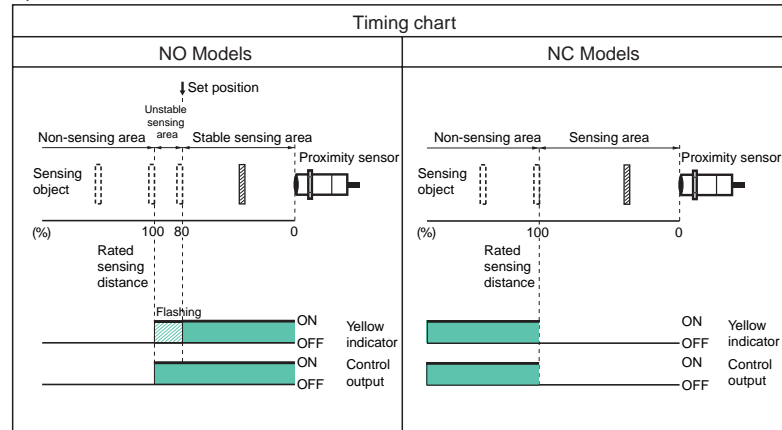 Timing chart
NO Models
NC Models
Set position
Unstable
sensing
area
Non-sensing area
Stable sensing area
Proximity sensor
Sensing
object
(%)
100
80
0
Rated
sensing
distance
Flashing
ON
OFF
Yellow
indicator
ON
OFF
Control
output
Non-sensing area
Sensing area
Proximity sensor
Sensing
object
(%)
100
0
Rated
sensing
distance
ON
OFF
Yellow
indicator
ON
OFF
Control
output